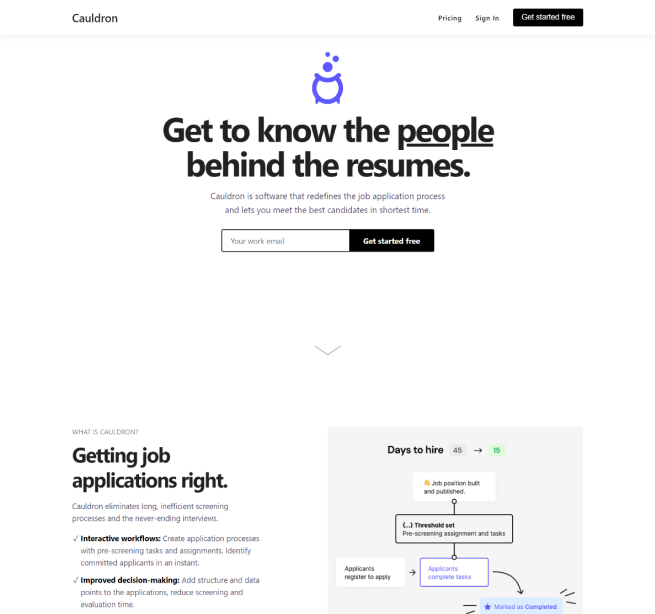 Cauldron
Pricing Sign In Get started free
Get to know the people
behind the resumes.
Cauldron is software that redefines the job application process
and lets you meet the best candidates in shortest time.
Your work email Get started free
WHAT IS CAULDRON?
Getting job
applications right.
Cauldron eliminates long, inefficient screening
processes and the never-ending interviews.
✓ Interactive workflows: Create application processes
with pre-screening tasks and assignments. Identify
committed applicants in an instant.
✓ Improved decision-making: Add structure and data
points to the applications, reduce screening and
evaluation time.
Days to hire 45 → 15
👋 Job position built
and published.
{...} Threshold set
Pre-screening assignment and tasks
Applicants
register to apply
Applicants
complete tasks
Marked as Completed